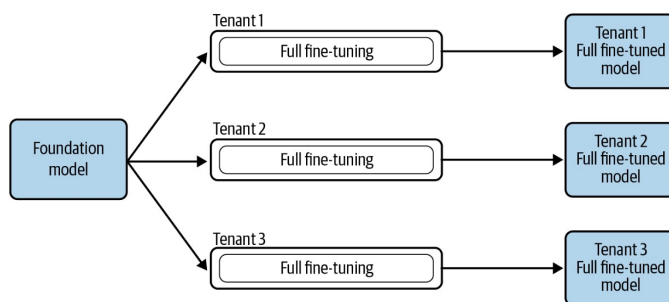 Tenant 1
Full fine-tuning
Tenant 1
Full fine-tuned
model
Foundation
model
Tenant 2
Full fine-tuning
Tenant 2
Full fine-tuned
model
Tenant 3
Full fine-tuning
Tenant 3
Full fine-tuned
model